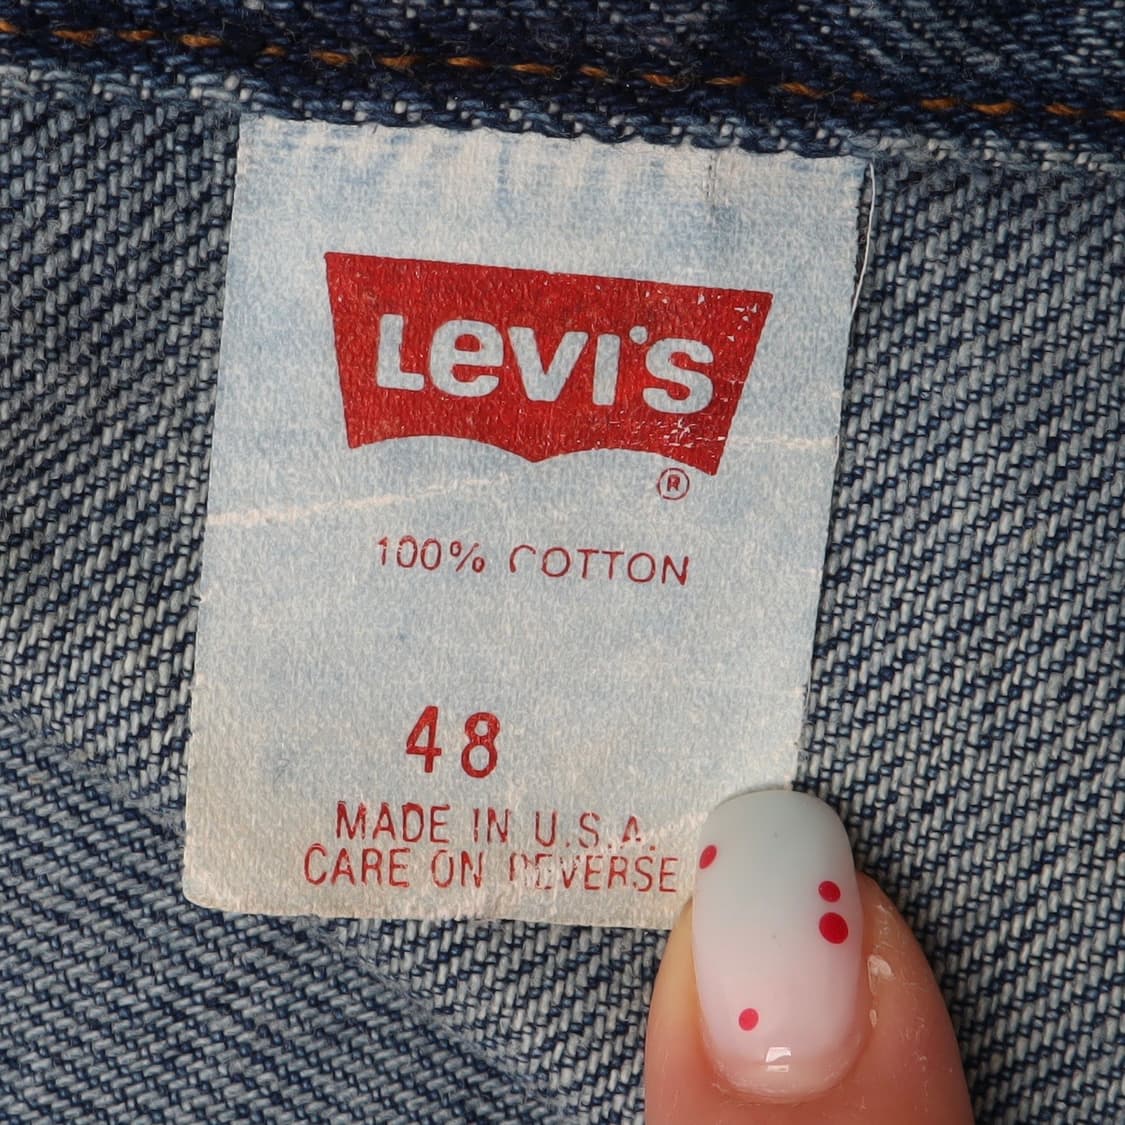 Levi's
®
100% COTTON
48
MADE IN U.S.A.
CARE ON REVERSE